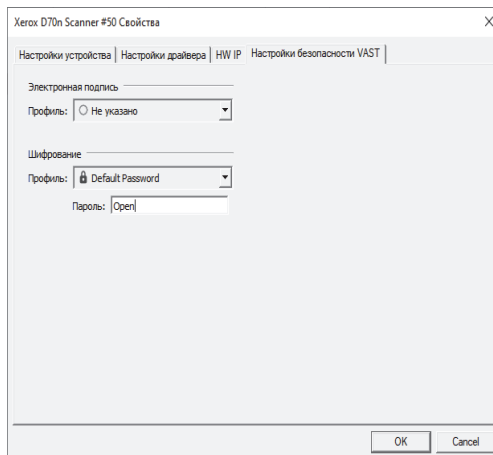 Xerox D70n Scanner #50 Свойства
Настройки устройства Настройки драйвера HW IP Настройки безопасности VAST
Электронная подпись
Профиль: Не указано
Шифрование
Профиль: Default Password
Пароль: Open
OK Cancel